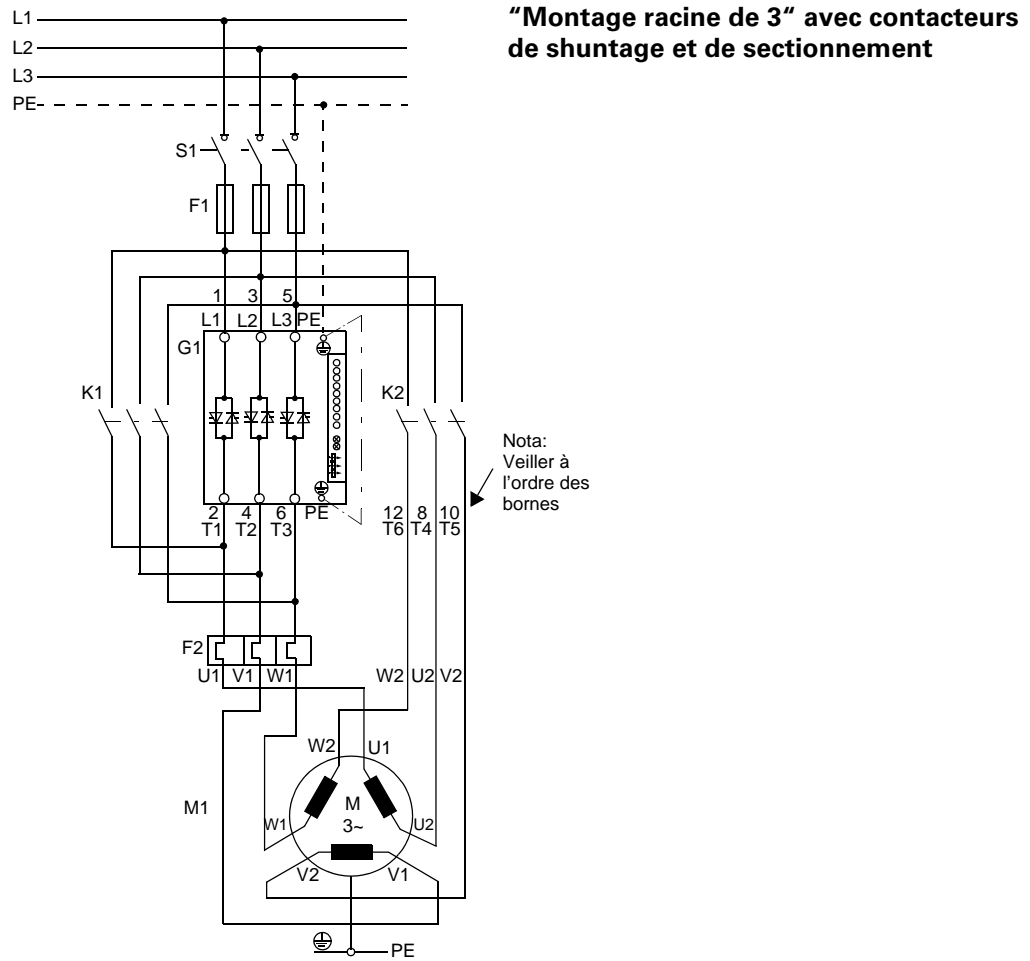 “Montage racine de 3“ avec contacteurs
de shuntage et de sectionnement
L1
L2
L3
PE
S1
F1
1 3 5
L1 L2 L3 PE
G1
K1 K2
Nota:
Veiller à
l'ordre des
bornes
2 4 6 PE 12 8 10
T1 T2 T3 T6 T4 T5
F2
U1 V1 W1 W2 U2 V2
W2 U1
M1
M
3~
W1 U2
V2 V1
PE